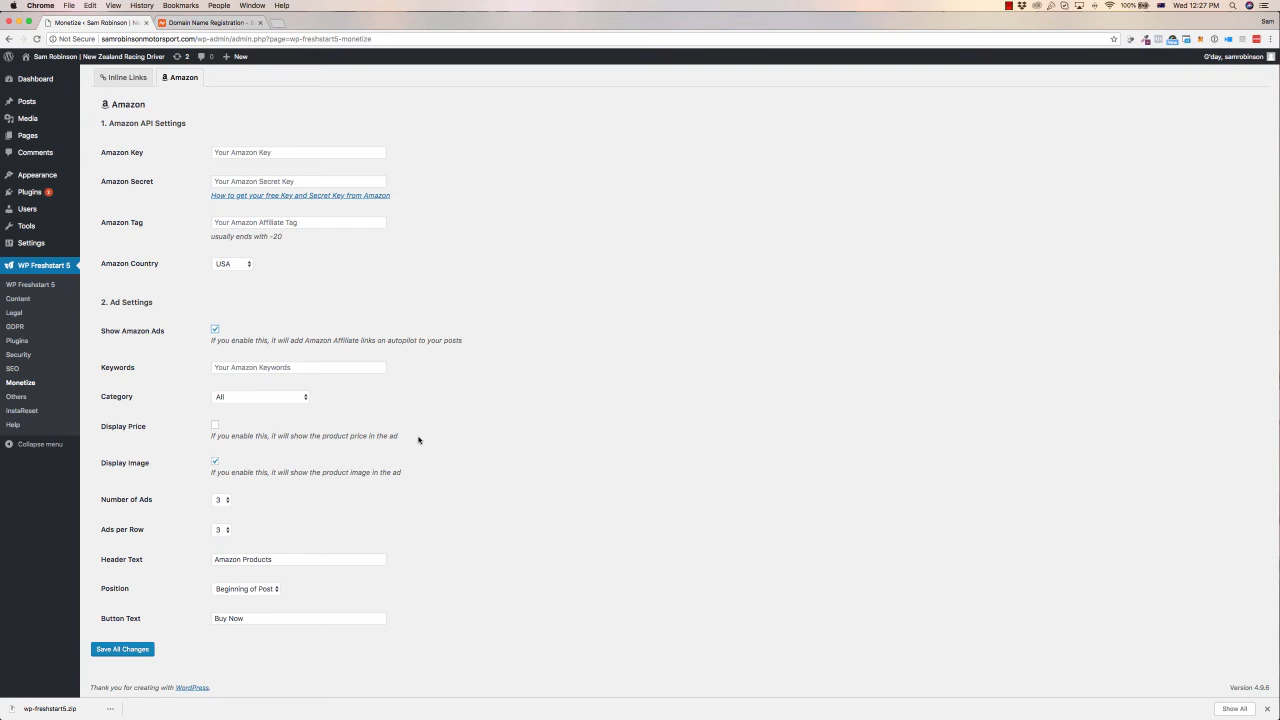 Chrome File Edit View History Bookmarks People Window Help 100% Wed 12:27 PM
Monetize < Sam Robinson | Ne × Domain Name Registration - B × Sam
Not Secure samrobinsonmotorsport.com/wp-admin/admin.php?page=wp-freshstart5-monetize
Sam Robinson | New Zealand Racing Driver 2 0 + New G'day, samrobinson
Dashboard
Posts
Media
Pages
Comments
Appearance
Plugins 2
Users
Tools
Settings
WP Freshstart 5
WP Freshstart 5
Content
Legal
GDPR
Plugins
Security
SEO
Monetize
Others
InstaReset
Help
Collapse menu
Inline Links Amazon
Amazon
1. Amazon API Settings
Amazon Key Your Amazon Key
Amazon Secret Your Amazon Secret Key
How to get your free Key and Secret Key from Amazon
Amazon Tag Your Amazon Affiliate Tag
usually ends with -20
Amazon Country USA
2. Ad Settings
Show Amazon Ads
If you enable this, it will add Amazon Affiliate links on autopilot to your posts
Keywords Your Amazon Keywords
Category All
Display Price
If you enable this, it will show the product price in the ad
Display Image
If you enable this, it will show the product image in the ad
Number of Ads 3
Ads per Row 3
Header Text Amazon Products
Position Beginning of Post
Button Text Buy Now
Save All Changes
Thank you for creating with WordPress. Version 4.9.6
wp-freshstart5.zip Show All